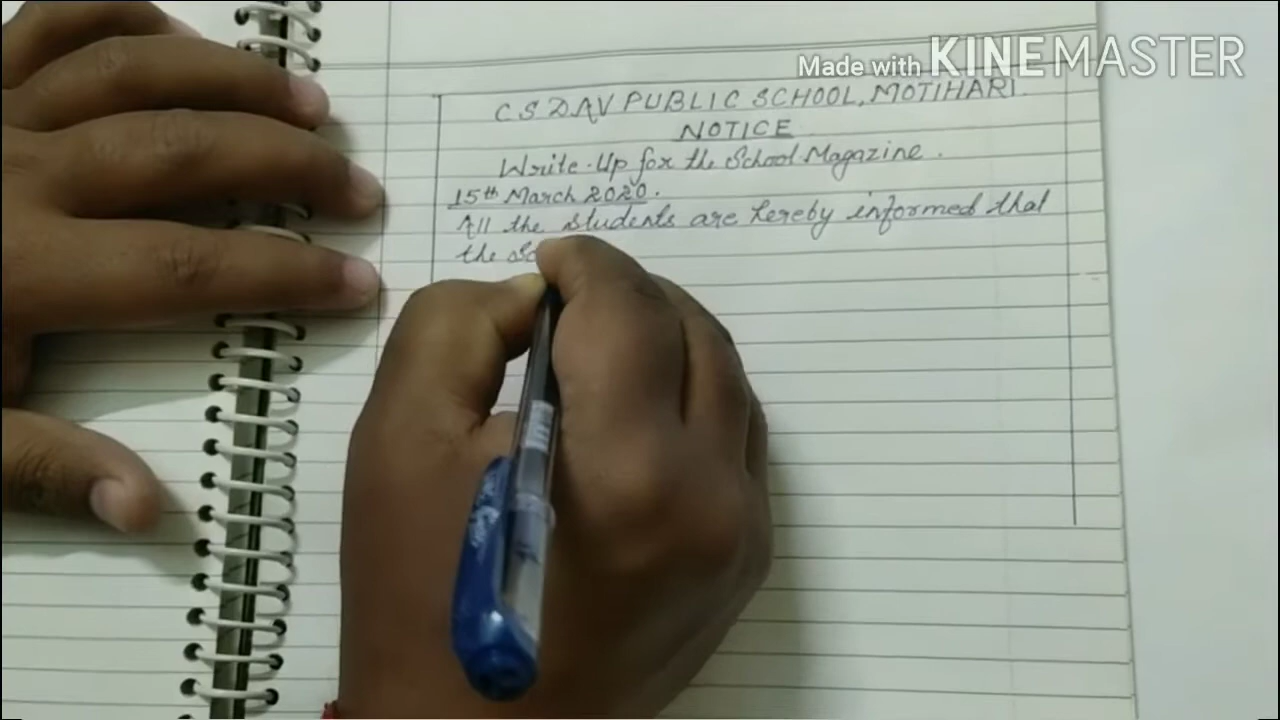 Made with KINEMASTER
C S DAV PUBLIC SCHOOL, MOTIHARI.
NOTICE
Write-Up for the School Magazine.
15th March 2020.
All the students are hereby informed that
the Sc